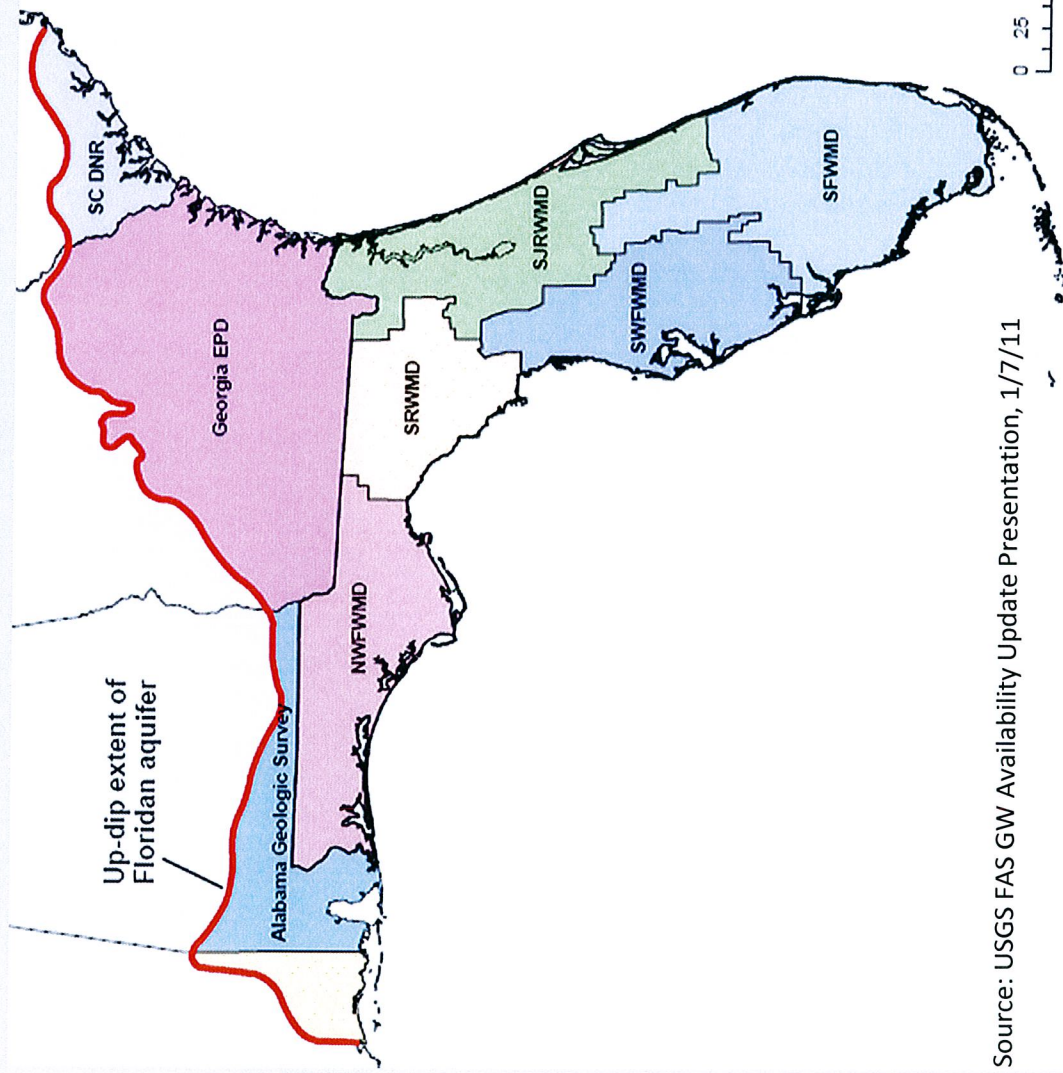 Up-dip extent of
Floridan aquifer
SC DNR
Georgia EPD
Alabama Geologic Survey
NWFWMD
SRWMD
SJRWMD
SWFWMD
SFWMD
0 25
Source: USGS FAS GW Availability Update Presentation, 1/7/11